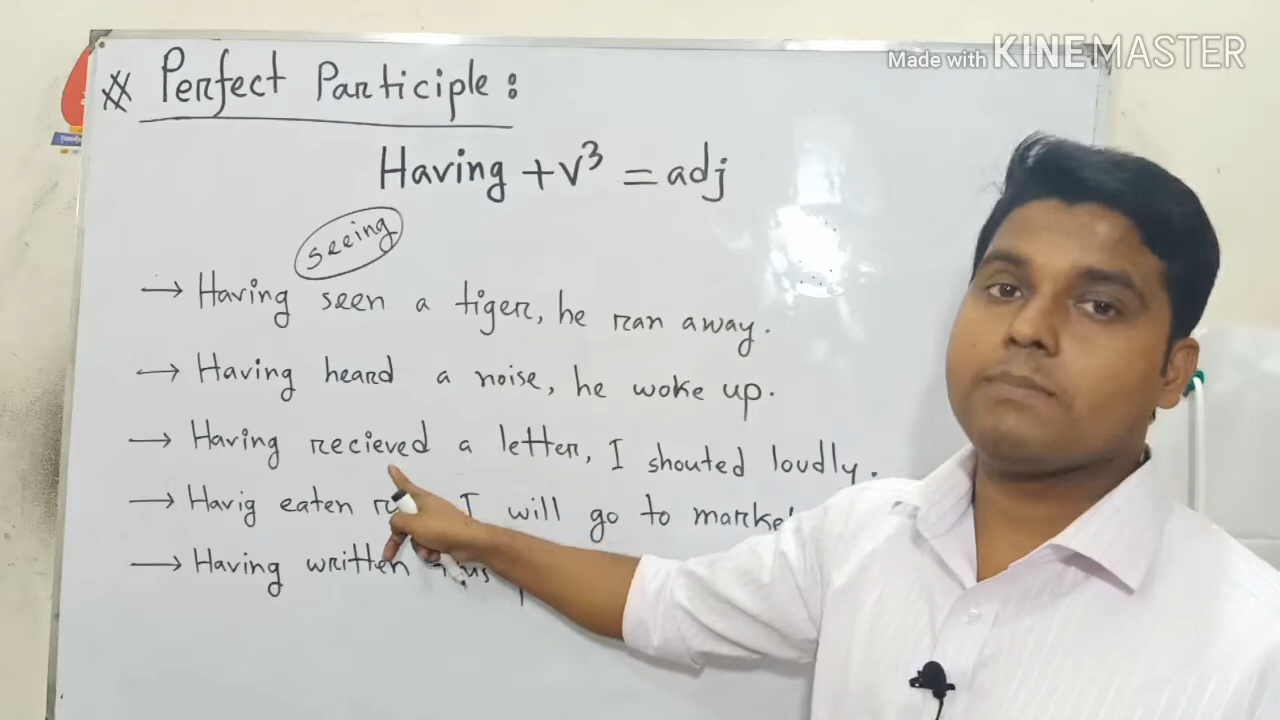 Made with KINEMASTER
※ Perfect Participle:
Having + v³ = adj
seeing
→ Having seen a tiger, he ran away.
→ Having heard a noise, he woke up.
→ Having recieved a letter, I shouted loudly.
→ Havig eaten I will go to market
→ Having written